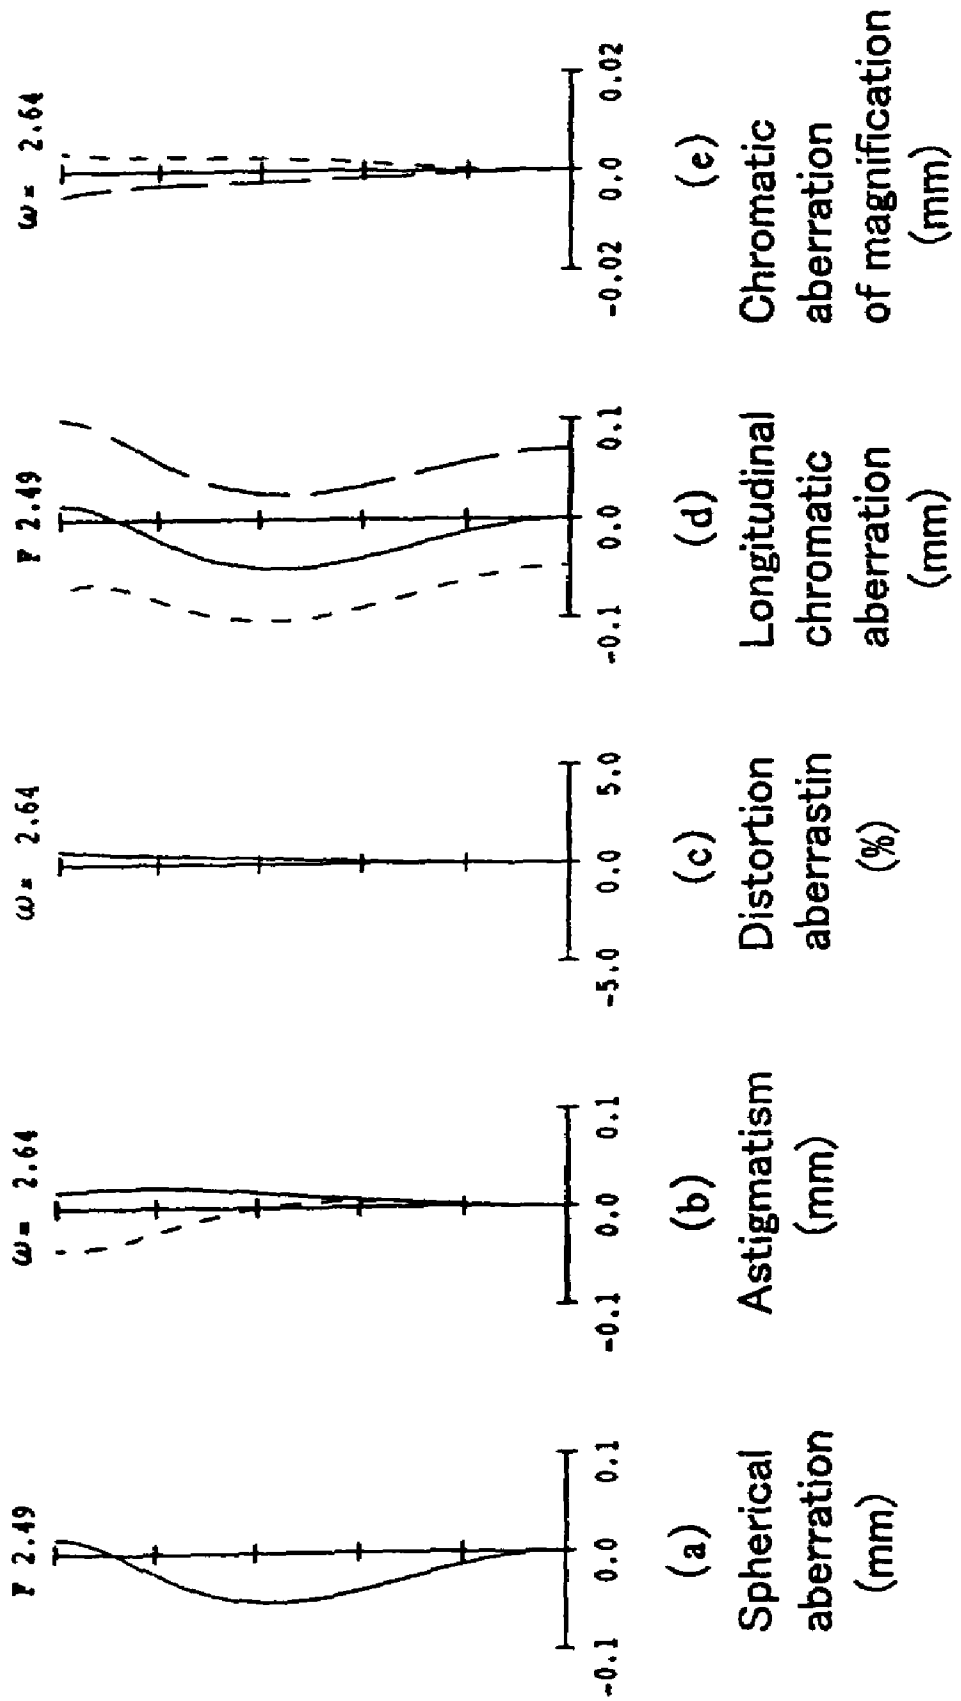 F 2.49
-0.1 0.0 0.1
(a)
Spherical
aberration
(mm)
ω= 2.64
-0.1 0.0 0.1
(b)
Astigmatism
(mm)
ω= 2.64
-5.0 0.0 5.0
(c)
Distortion
aberrastin
(%)
F 2.49
-0.1 0.0 0.1
(d)
Longitudinal
chromatic
aberration
(mm)
ω= 2.64
-0.02 0.0 0.02
(e)
Chromatic
aberration
of magnification
(mm)